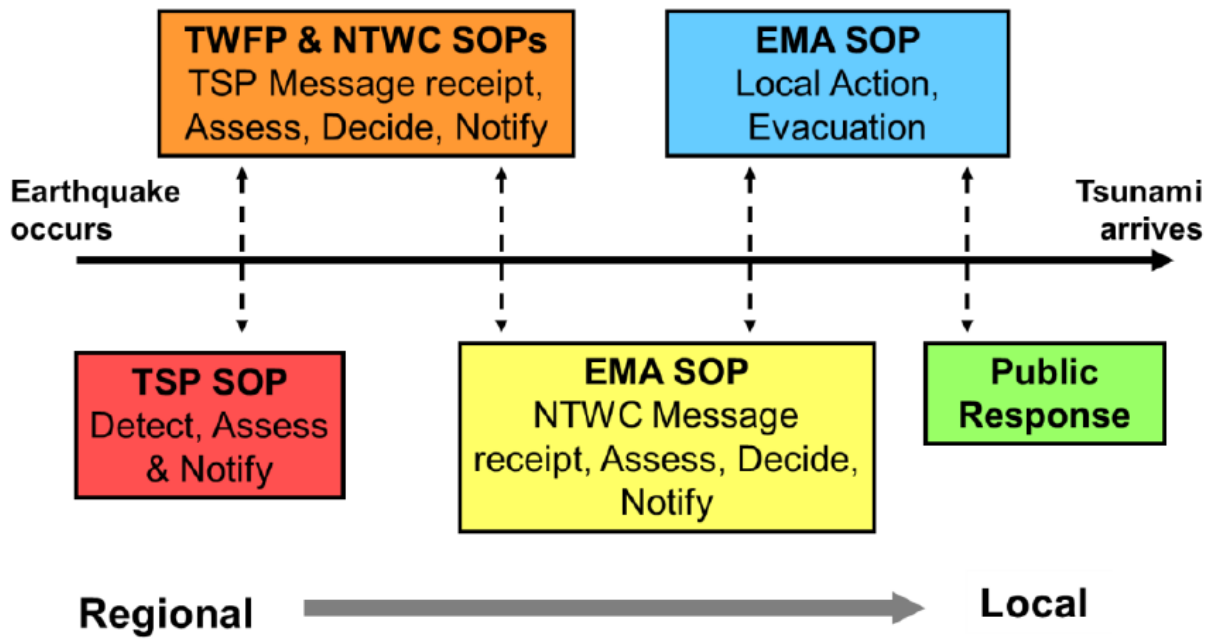 TWFP & NTWC SOPs
TSP Message receipt,
Assess, Decide, Notify
EMA SOP
Local Action,
Evacuation
Earthquake
occurs
Tsunami
arrives
TSP SOP
Detect, Assess
& Notify
EMA SOP
NTWC Message
receipt, Assess, Decide,
Notify
Public
Response
Regional
Local